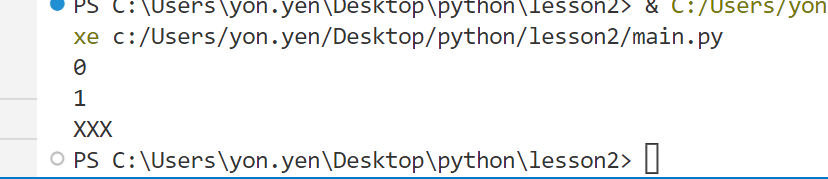 PS C:\Users\yon.yen\Desktop\python\lesson2> & C:/Users/yon
xe c:/Users/yon.yen/Desktop/python/lesson2/main.py
0
1
XXX
PS C:\Users\yon.yen\Desktop\python\lesson2>